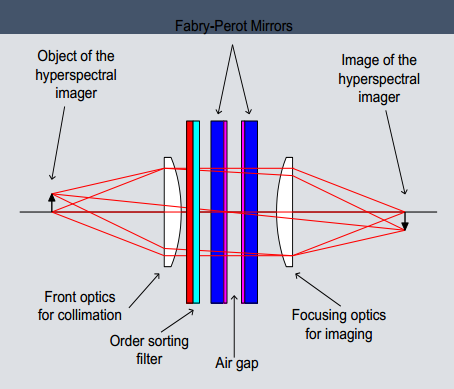 Fabry-Perot Mirrors
Object of the
hyperspectral
imager
Image of the
hyperspectral
imager
Front optics
for collimation
Order sorting
filter
Air gap
Focusing optics
for imaging